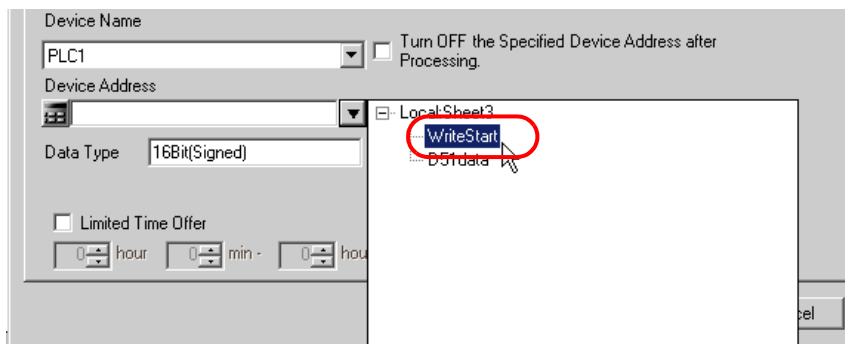 Device Name
PLC1
Turn OFF the Specified Device Address after
Processing.
Device Address
Local:Sheet3
WriteStart
D51data
Data Type 16Bit(Signed)
Limited Time Offer
0 hour 0 min - 0 hou
cel